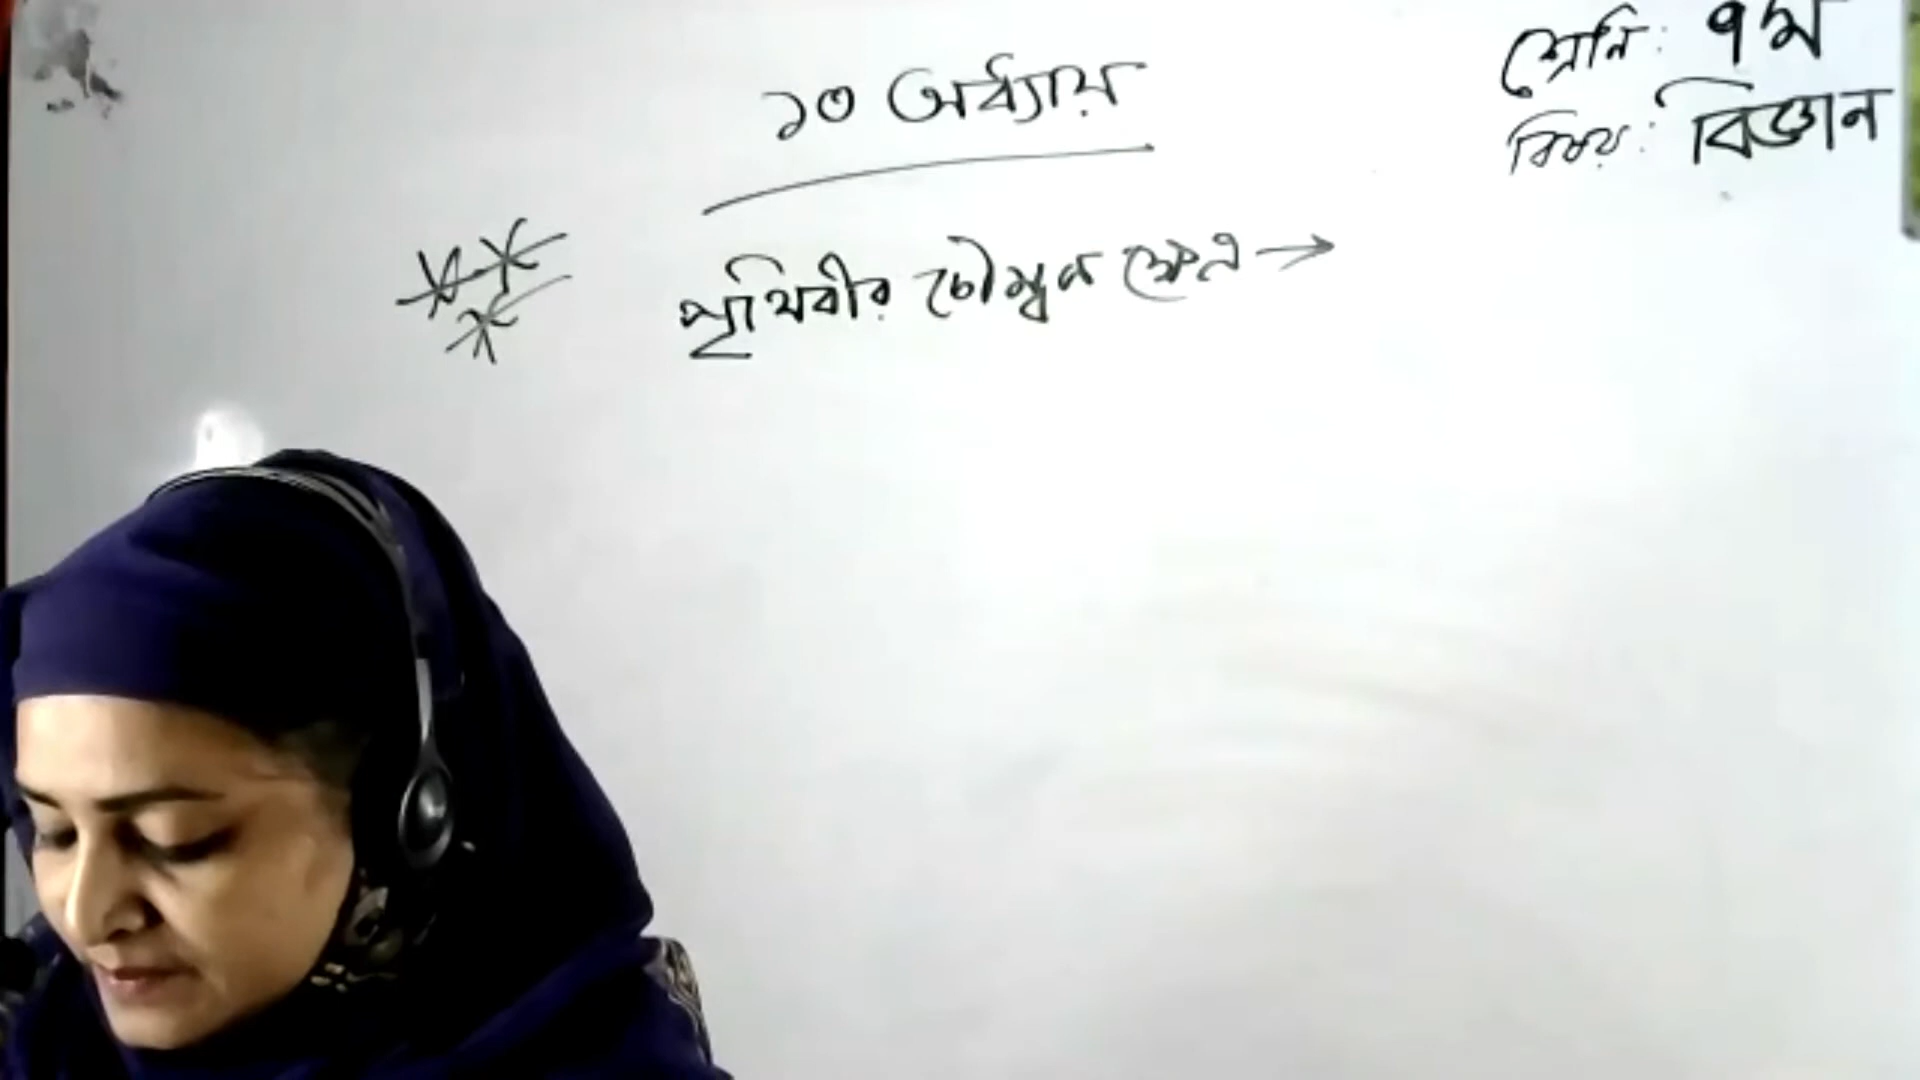 শ্রেনি: ৭ম
বিষয়: বিজ্ঞান
১৩ অধ্যায়
পৃথিবীর চৌম্বক ক্ষেত্র →